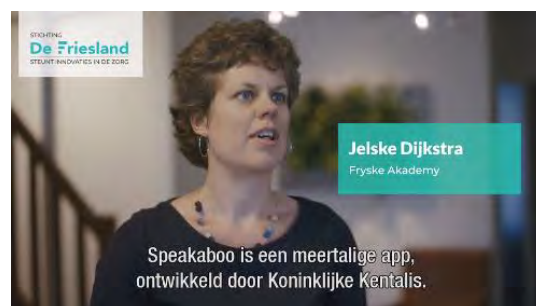 STICHTING
De Friesland
STEUNT INNOVATIES IN DE ZORG
Jelske Dijkstra
Fryske Akademy
Speakaboo is een meertalige app,
ontwikkeld door Koninklijke Kentalis.